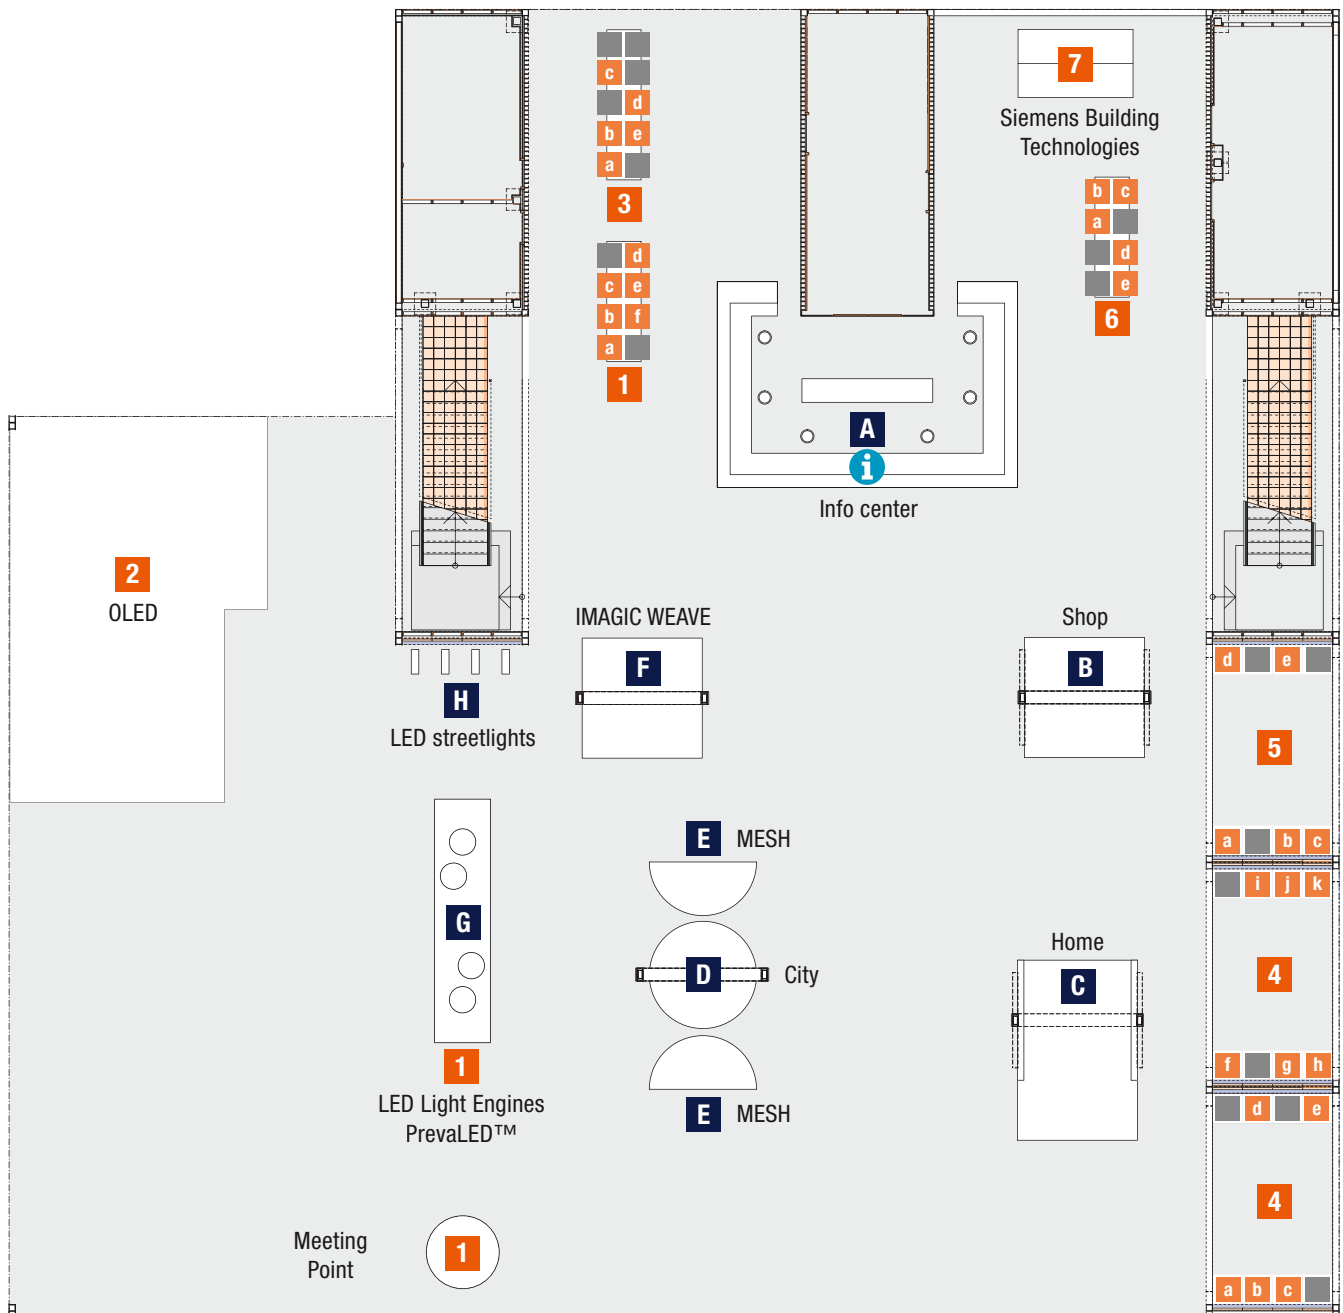 7
Siemens Building
Technologies
c
d
b e
a
3
b c
a
d
e
6
d
c e
b f
a
1
A
i
Info center
2
OLED
IMAGIC WEAVE
F
Shop
B
H
LED streetlights
d e
5
a b c
E MESH
G
D City
E MESH
Home
C
i j k
4
f g h
1
LED Light Engines
PrevaLED™
d e
4
a b c
Meeting
Point
1